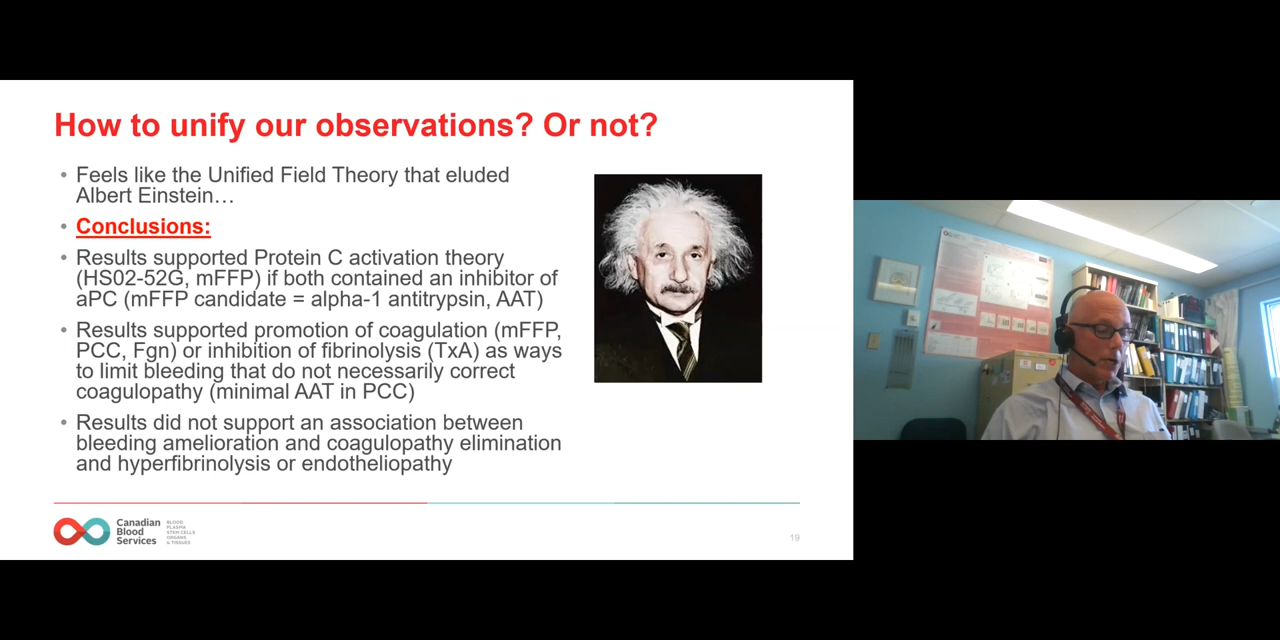 How to unify our observations? Or not?
• Feels like the Unified Field Theory that eluded
Albert Einstein…
• Conclusions:
• Results supported Protein C activation theory
(HS02-52G, mFFP) if both contained an inhibitor of
aPC (mFFP candidate = alpha-1 antitrypsin, AAT)
• Results supported promotion of coagulation (mFFP,
PCC, Fgn) or inhibition of fibrinolysis (TxA) as ways
to limit bleeding that do not necessarily correct
coagulopathy (minimal AAT in PCC)
• Results did not support an association between
bleeding amelioration and coagulopathy elimination
and hyperfibrinolysis or endotheliopathy
Canadian
Blood
Services
BLOOD
PLASMA
STEM CELLS
ORGANS
& TISSUES
19